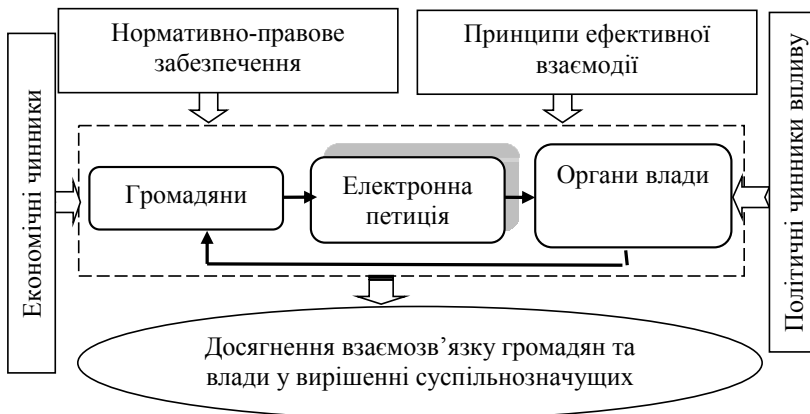 Нормативно-правове
забезпечення
Принципи ефективної
взаємодії
Економічні чинники
Громадяни
Електронна
петиція
Органи влади
Політичні чинники впливу
Досягнення взаємозв’язку громадян та
влади у вирішенні суспільнозначущих